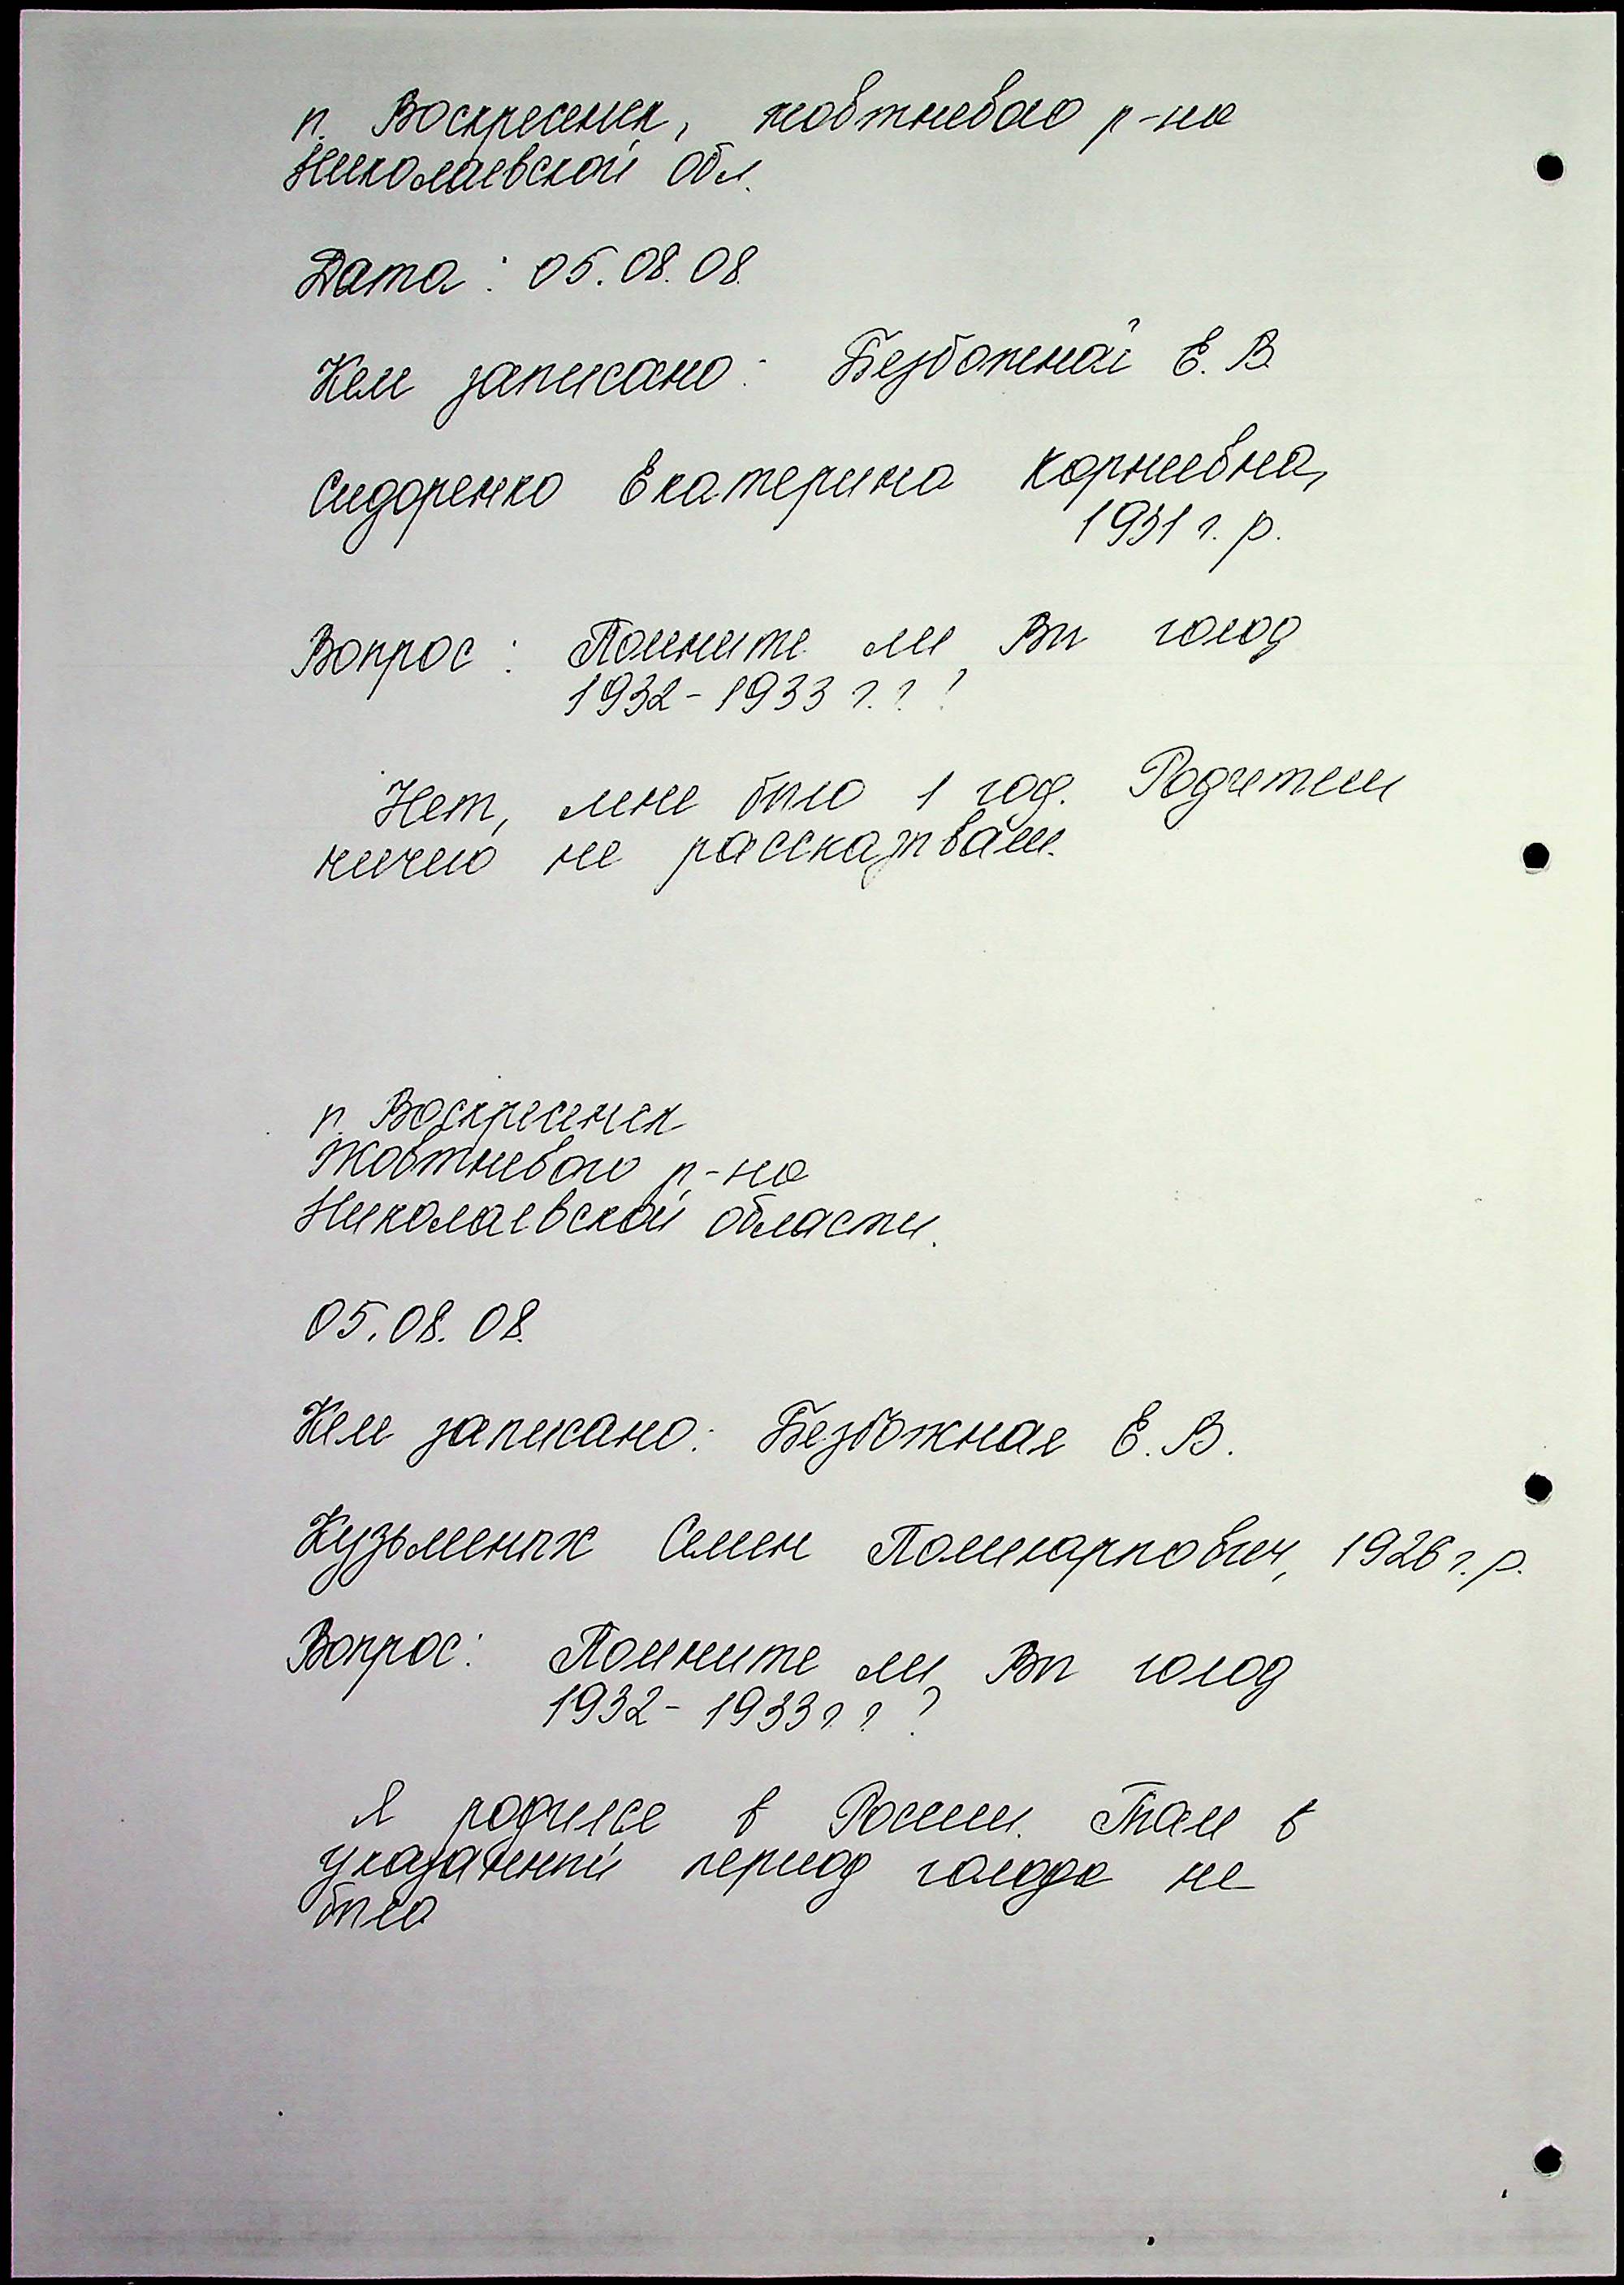 п. Воскресенск, жовтневого р-на
Николаевской обл.
Дата: 05.08.08.
Кем записано: Безбожной Е. В.
Сидоренко Екатерина Корнеевна,
1931 г. р.
Вопрос: Помните ли Вы голод
1932-1933 г.г?
Нет, мне было 1 год. Родители
ничего не рассказывали.
п. Воскресенск
Жовтневого р-на
Николаевской области.
05.08.08.
Кем записано: Безбожная Е. В.
Кузьменых Семен Поликарпович, 1926 г. р.
Вопрос: Помните ли Вы голод
1932-1933 г.г?
Я родился в России. Там в
указанный период голода не
было